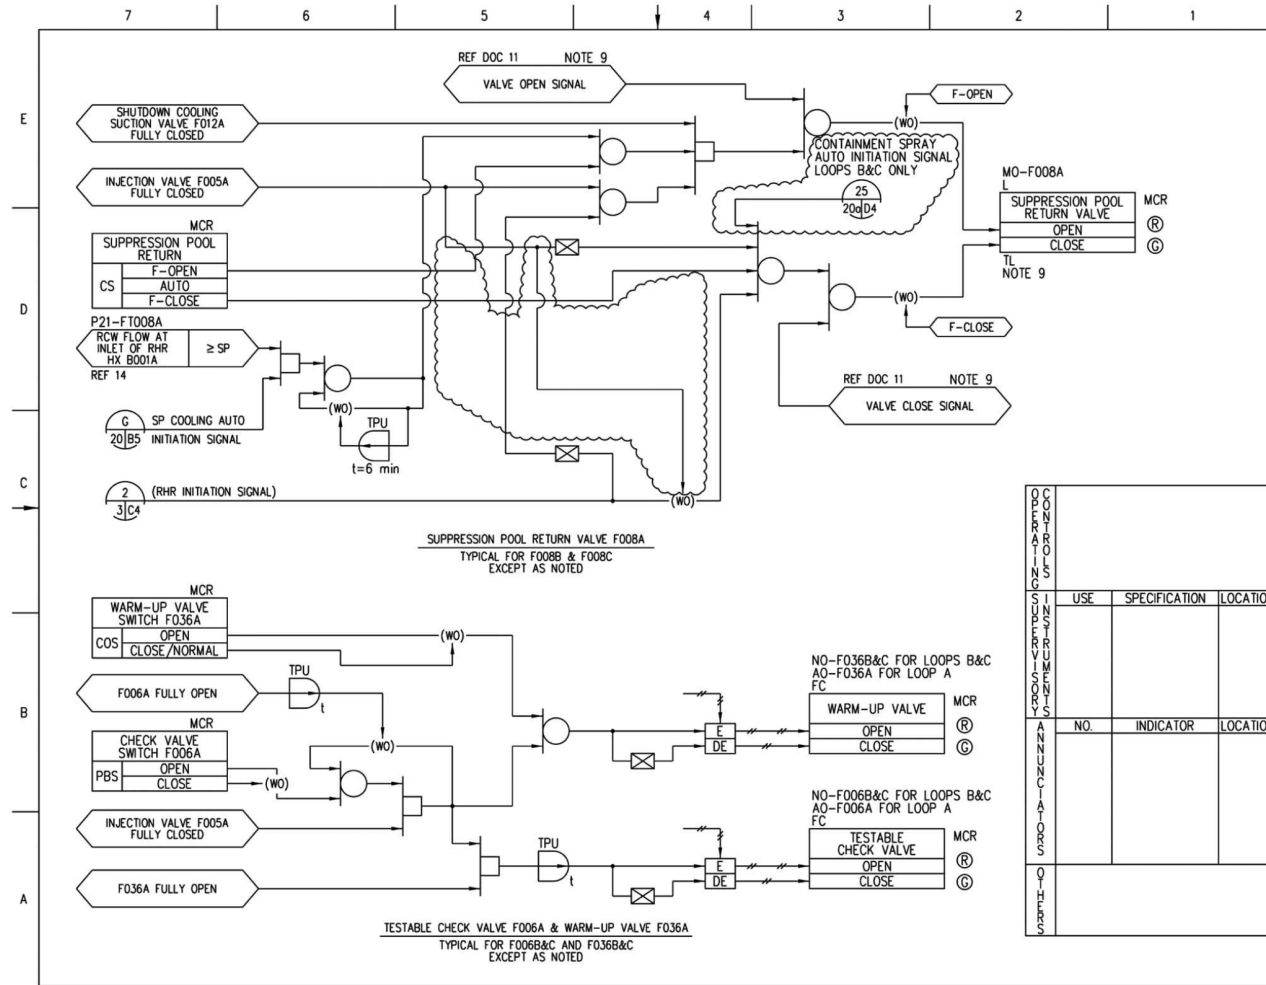 7 6 5 4 3 2 1
E
D
C
B
A
REF DOC 11 NOTE 9
VALVE OPEN SIGNAL
F-OPEN
SHUTDOWN COOLING
SUCTION VALVE F012A
FULLY CLOSED
(WO)
CONTAINMENT SPRAY
AUTO INITIATION SIGNAL
LOOPS B&C ONLY
25
20a D4
INJECTION VALVE F005A
FULLY CLOSED
MO-F008A
L
SUPPRESSION POOL
RETURN VALVE
OPEN
CLOSE
MCR
R
G
TL
NOTE 9
MCR
SUPPRESSION POOL
RETURN
CS
F-OPEN
AUTO
F-CLOSE
(WO)
F-CLOSE
P21-FT008A
RCW FLOW AT
INLET OF RHR
HX B001A
≥ SP
REF 14
REF DOC 11 NOTE 9
VALVE CLOSE SIGNAL
G
20 B5
SP COOLING AUTO
INITIATION SIGNAL
(WO)
TPU
t=6 min
2
3 C4
(RHR INITIATION SIGNAL)
(WO)
SUPPRESSION POOL RETURN VALVE F008A
TYPICAL FOR F008B & F008C
EXCEPT AS NOTED
MCR
WARM-UP VALVE
SWITCH F036A
COS
OPEN
CLOSE/NORMAL
(WO)
F006A FULLY OPEN
TPU
t
(WO)
MCR
CHECK VALVE
SWITCH F006A
PBS
OPEN
CLOSE
(WO)
INJECTION VALVE F005A
FULLY CLOSED
F036A FULLY OPEN
TPU
t
E
DE
NO-F036B&C FOR LOOPS B&C
AO-F036A FOR LOOP A
FC
WARM-UP VALVE
OPEN
CLOSE
MCR
R
G
E
DE
NO-F006B&C FOR LOOPS B&C
AO-F006A FOR LOOP A
FC
TESTABLE
CHECK VALVE
OPEN
CLOSE
MCR
R
G
TESTABLE CHECK VALVE F006A & WARM-UP VALVE F036A
TYPICAL FOR F006B&C AND F036B&C
EXCEPT AS NOTED
OPERATING
CONTROLS
SUPERVISORY
INSTRUMENTS
USE SPECIFICATION LOCATIO
ANNUNCIATORS
NO. INDICATOR LOCATIO
OTHERS